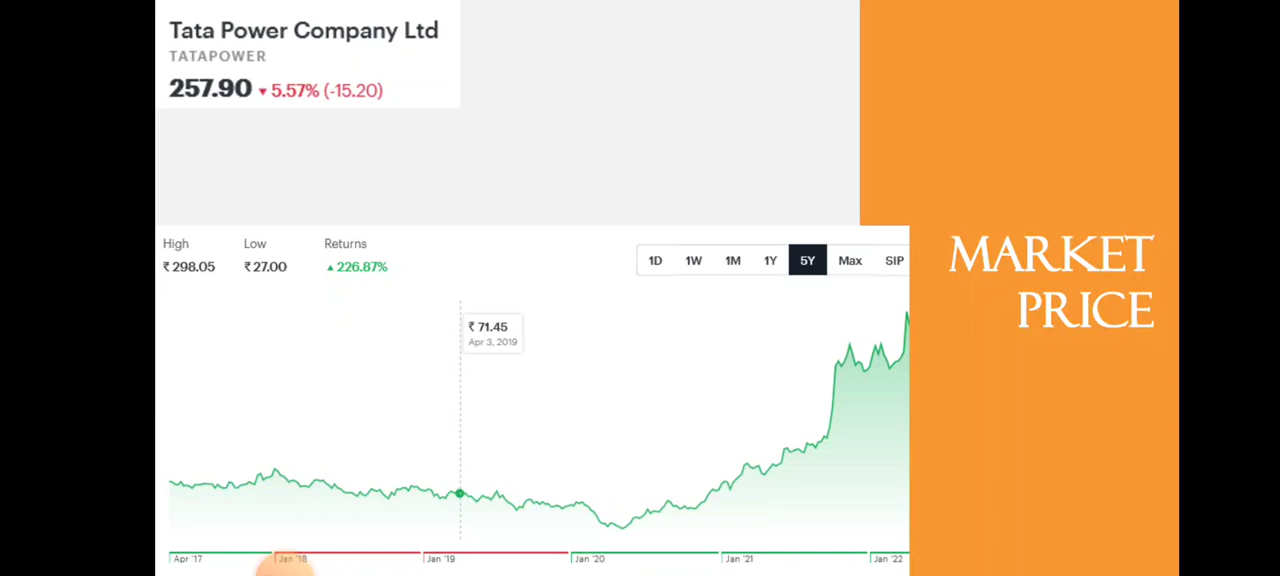 Tata Power Company Ltd
TATAPOWER
257.90 ▼ 5.57% (-15.20)
High Low Returns
₹298.05 ₹27.00 ▲ 226.87%
1D 1W 1M 1Y 5Y Max SIP
MARKET
PRICE
₹ 71.45
Apr 3, 2019
Apr '17 Jan '18 Jan '19 Jan '20 Jan '21 Jan '22